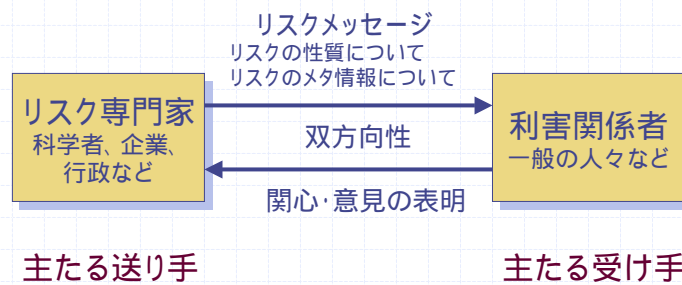 リスクメッセージ
リスクの性質について
リスクのメタ情報について
リスク専門家
科学者、企業、
行政など
双方向性
利害関係者
一般の人々など
関心・意見の表明
主たる送り手
主たる受け手